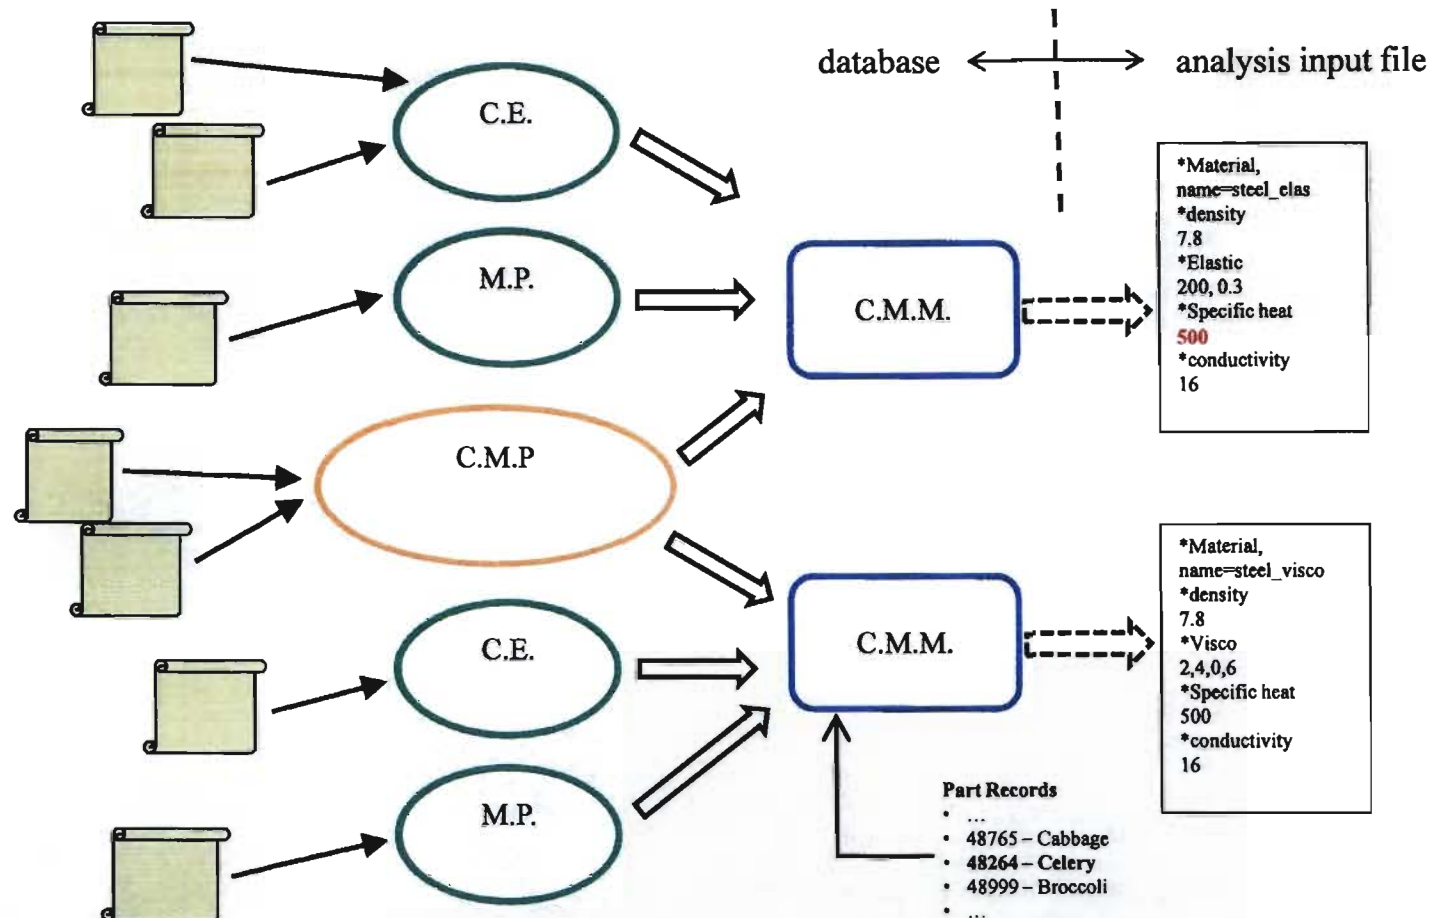 database
analysis input file
C.E.
M.P.
C.M.P
C.E.
M.P.
C.M.M.
C.M.M.
*Material,
name=steel_elas
*density
7.8
*Elastic
200, 0.3
*Specific heat
500
*conductivity
16
*Material,
name=steel_visco
*density
7.8
*Visco
2,4,0,6
*Specific heat
500
*conductivity
16
Part Records
• ...
• 48765 – Cabbage
• 48264 – Celery
• 48999 – Broccoli
• ...